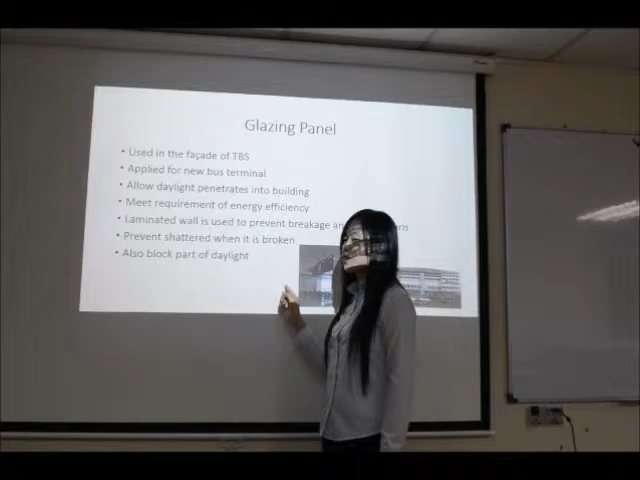 Glazing Panel
• Used in the façade of TBS
• Applied for new bus terminal
• Allow daylight penetrates into building
• Meet requirement of energy efficiency
• Laminated wall is used to prevent breakage
• Prevent shattered when it is broken
• Also block part of daylight